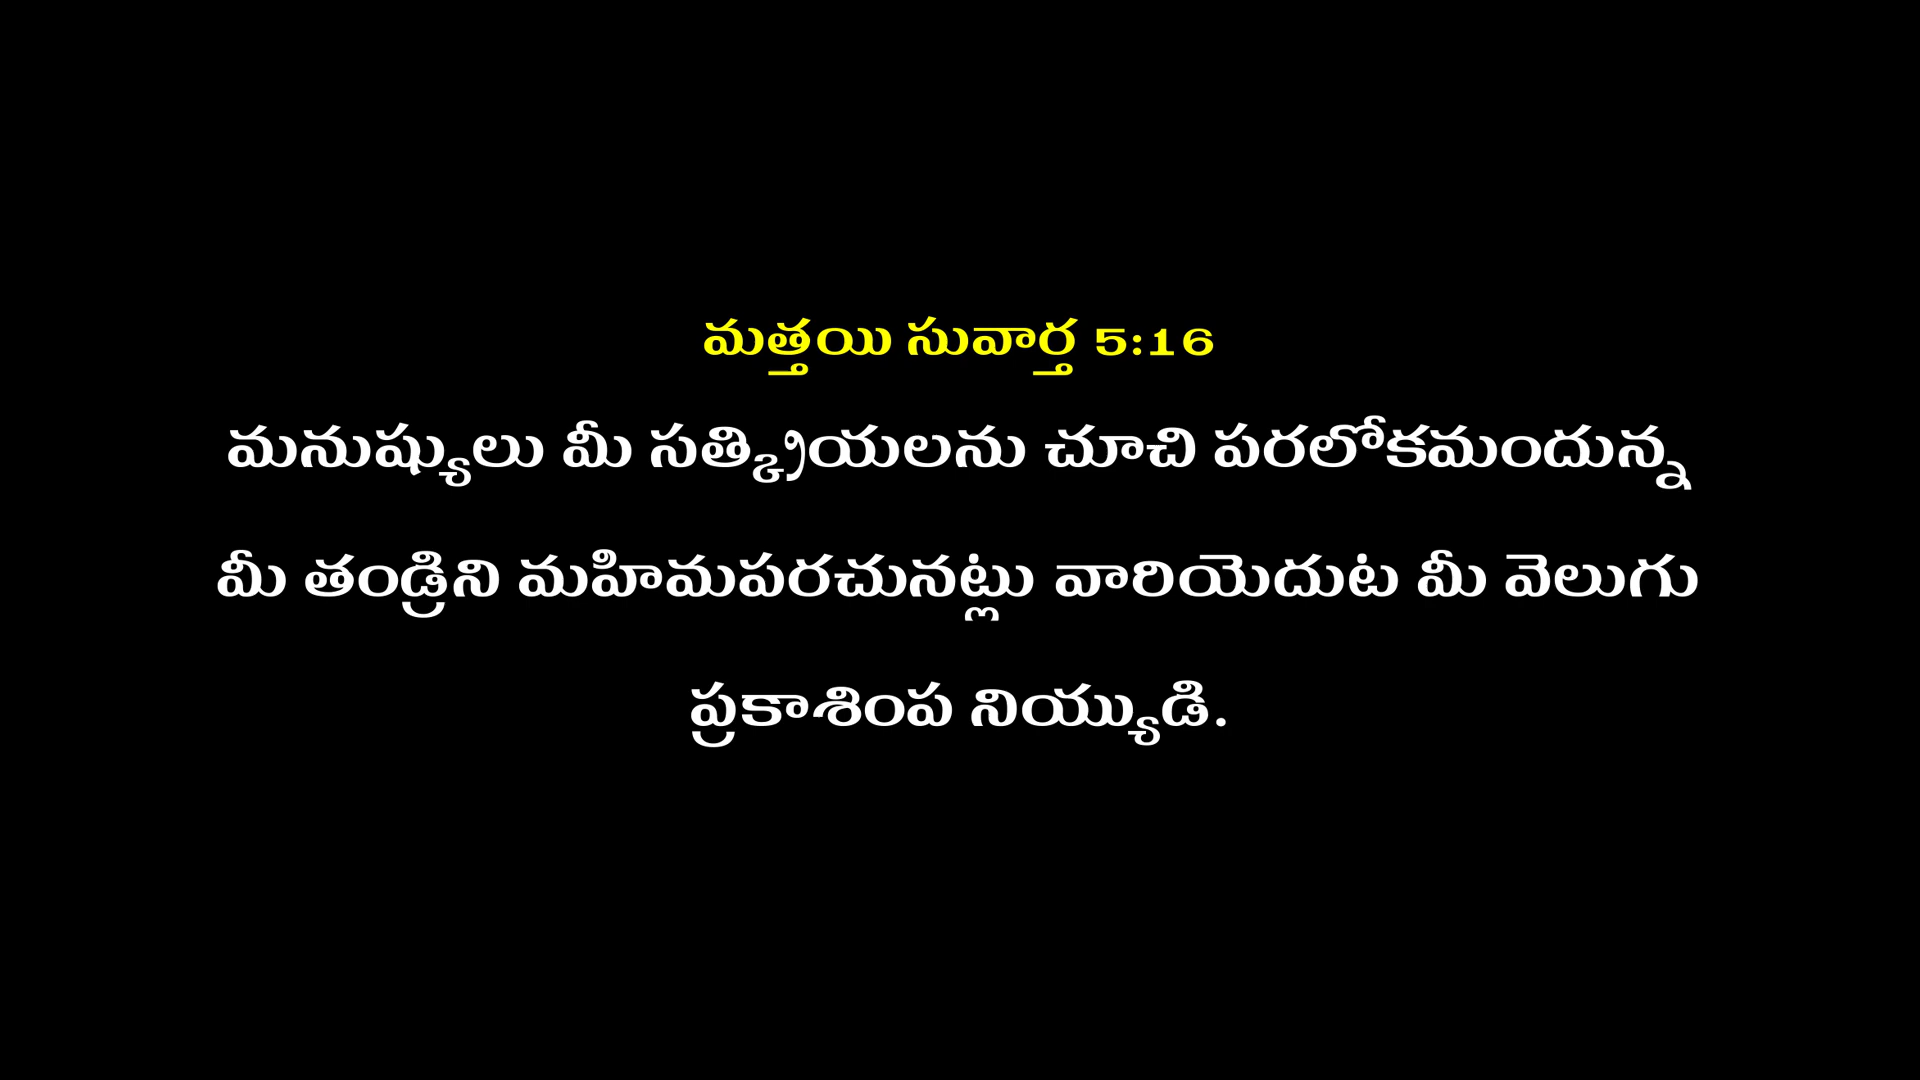 మత్తయి సువార్త 5:16
మనుష్యులు మీ సత్క్రియలను చూచి పరలోకమందున్న
మీ తండ్రిని మహిమపరచునట్లు వారియెదుట మీ వెలుగు
ప్రకాశింప నియ్యుడి.